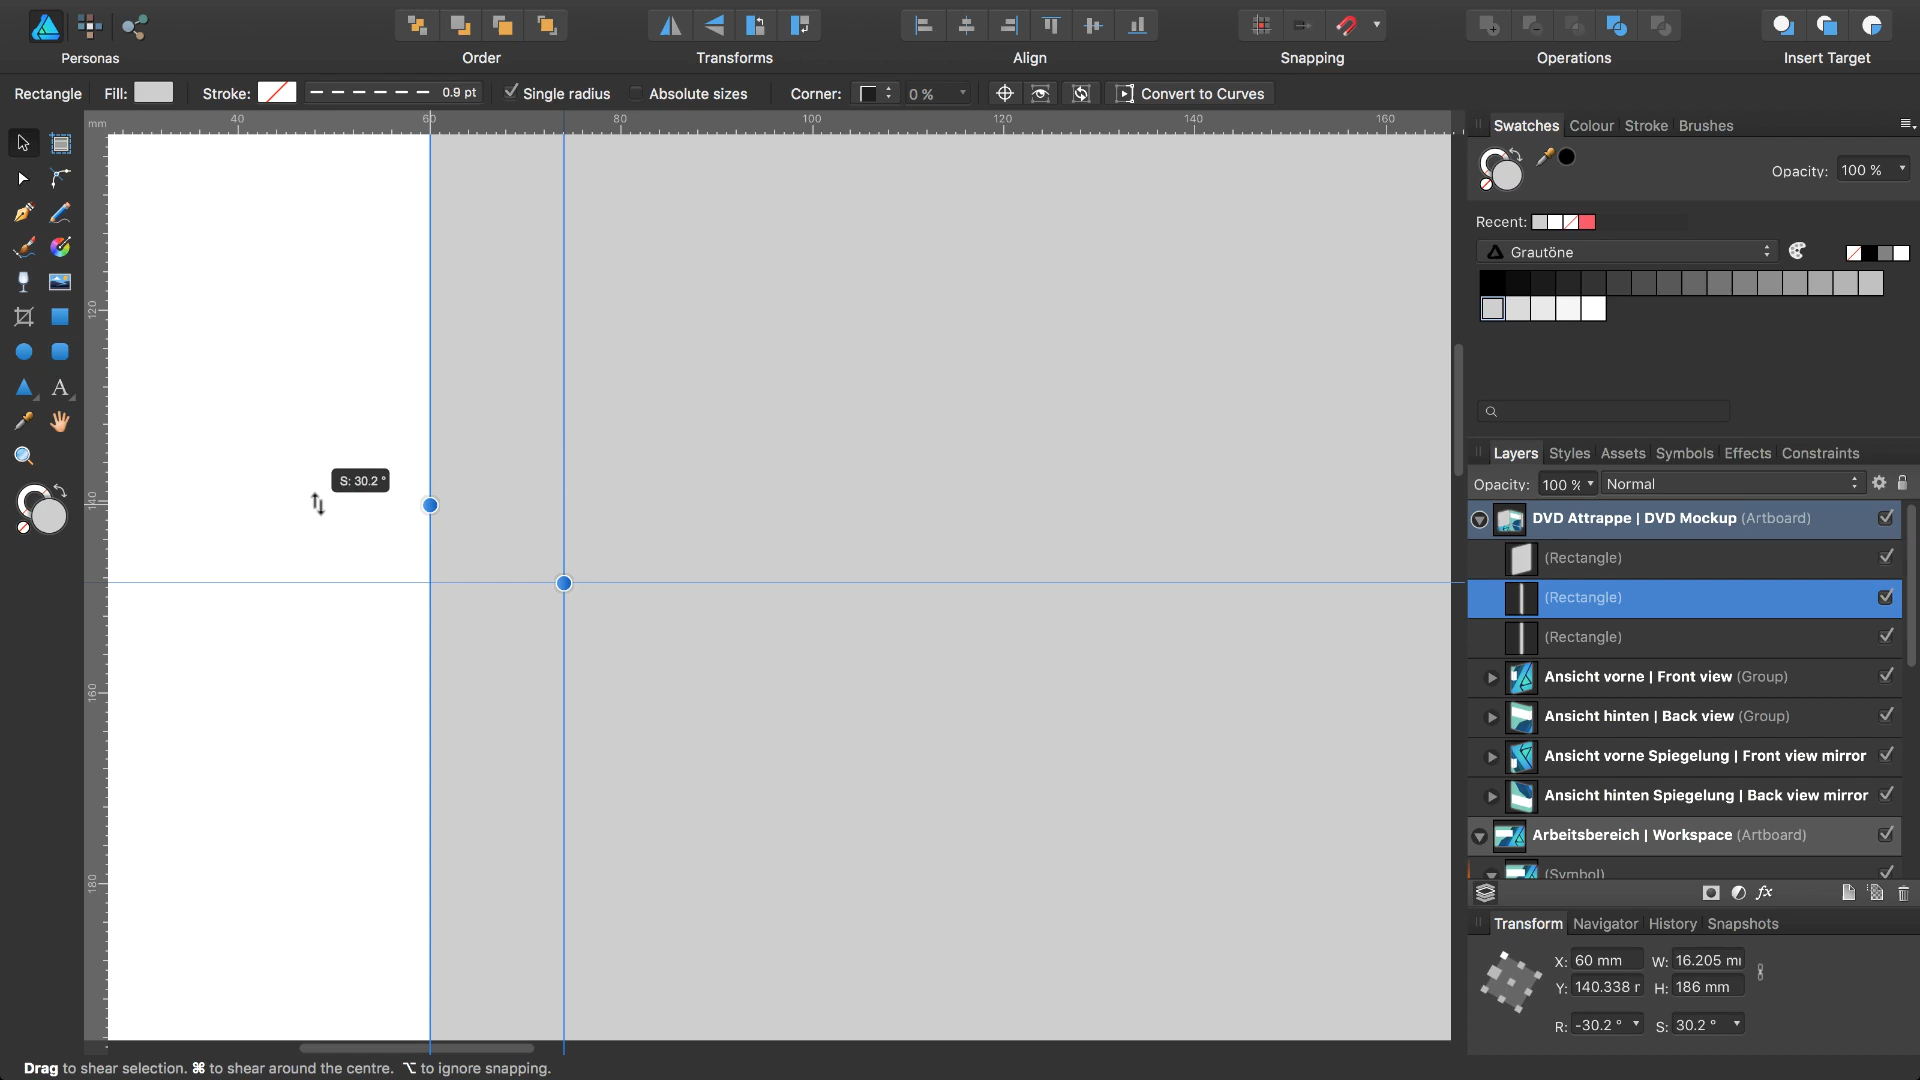 Personas
Order
Transforms
Align
Snapping
Operations
Insert Target
Rectangle Fill: Stroke: 0.9 pt Single radius Absolute sizes Corner: 0 % Convert to Curves
mm 40 60 80 100 120 140 160
120
140
160
180
S: 30.2 °
Swatches Colour Stroke Brushes
Opacity: 100 %
Recent:
Grautöne
Layers Styles Assets Symbols Effects Constraints
Opacity: 100 % Normal
DVD Attrappe | DVD Mockup (Artboard)
(Rectangle)
(Rectangle)
(Rectangle)
Ansicht vorne | Front view (Group)
Ansicht hinten | Back view (Group)
Ansicht vorne Spiegelung | Front view mirror
Ansicht hinten Spiegelung | Back view mirror
Arbeitsbereich | Workspace (Artboard)
(Symbol)
fx
Transform Navigator History Snapshots
X: 60 mm W: 16.205 m
Y: 140.338 r H: 186 mm
R: -30.2 ° S: 30.2 °
Drag to shear selection. ⌘ to shear around the centre. ⌥ to ignore snapping.